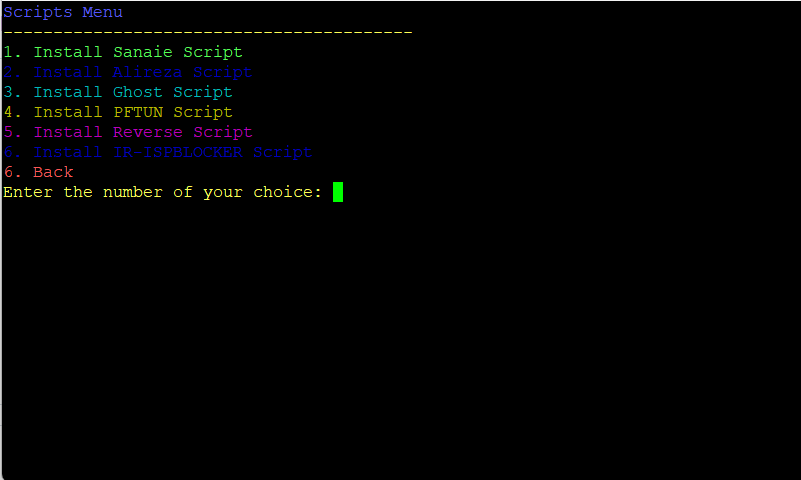 Scripts Menu
-----------------------------------------
1. Install Sanaie Script
2. Install Alireza Script
3. Install Ghost Script
4. Install PFTUN Script
5. Install Reverse Script
6. Install IR-ISPBLOCKER Script
6. Back
Enter the number of your choice: